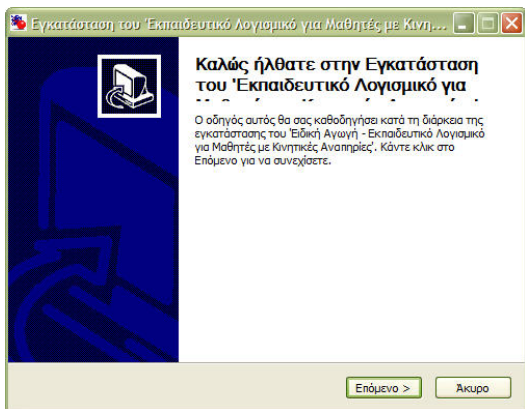 Εγκατάσταση του 'Εκπαιδευτικό Λογισμικό για Μαθητές με Κινη...
Καλώς ήλθατε στην Εγκατάσταση
του 'Εκπαιδευτικό Λογισμικό για
Ο οδηγός αυτός θα σας καθοδηγήσει κατά τη διάρκεια της
εγκατάστασης του 'Ειδική Αγωγή - Εκπαιδευτικό Λογισμικό
για Μαθητές με Κινητικές Αναπηρίες'. Κάντε κλικ στο
Επόμενο για να συνεχίσετε.
Επόμενο >
Άκυρο